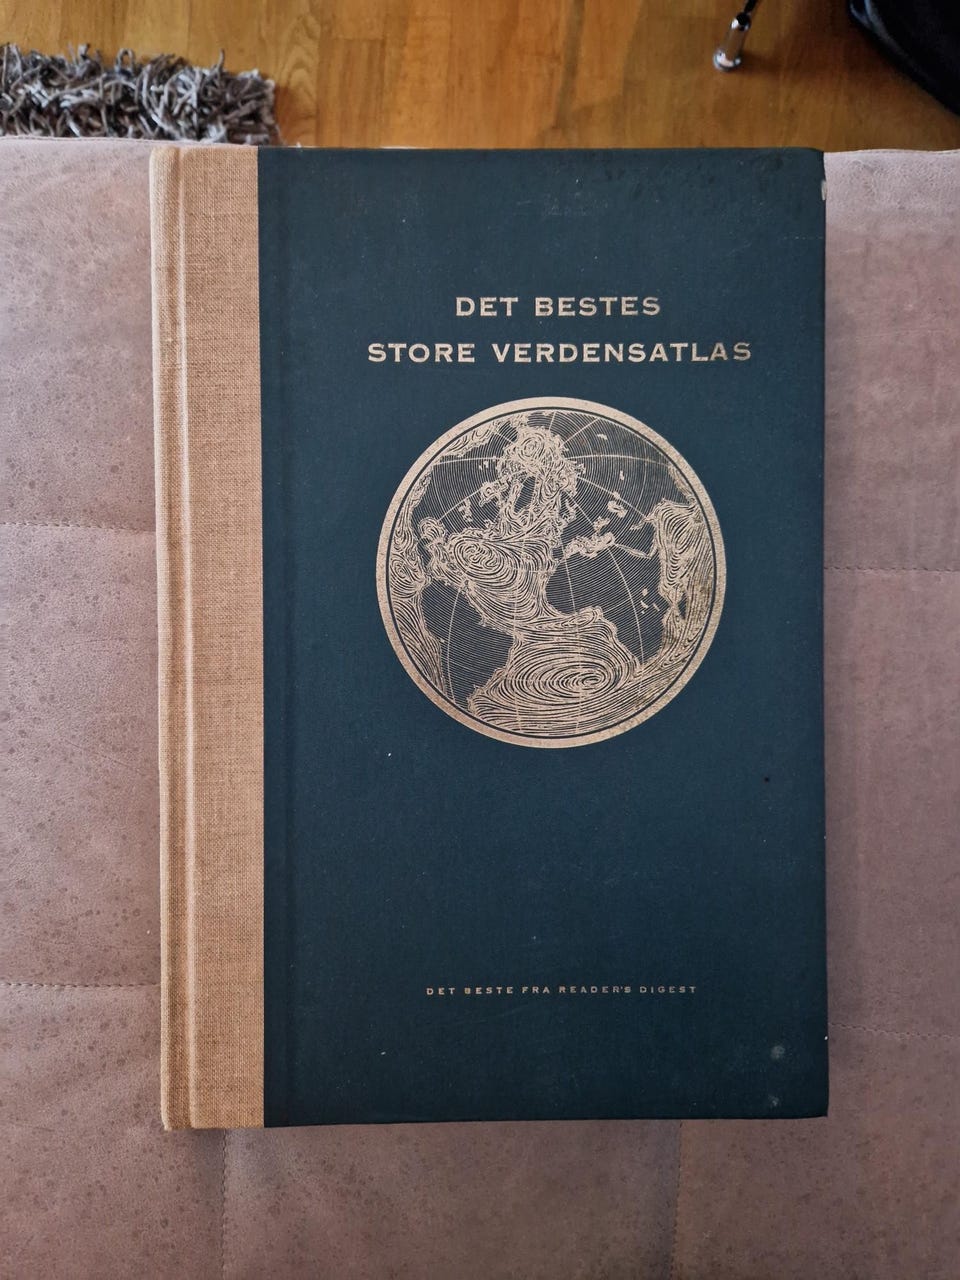 DET BESTES
STORE VERDENSATLAS
DET BESTE FRA READER'S DIGEST